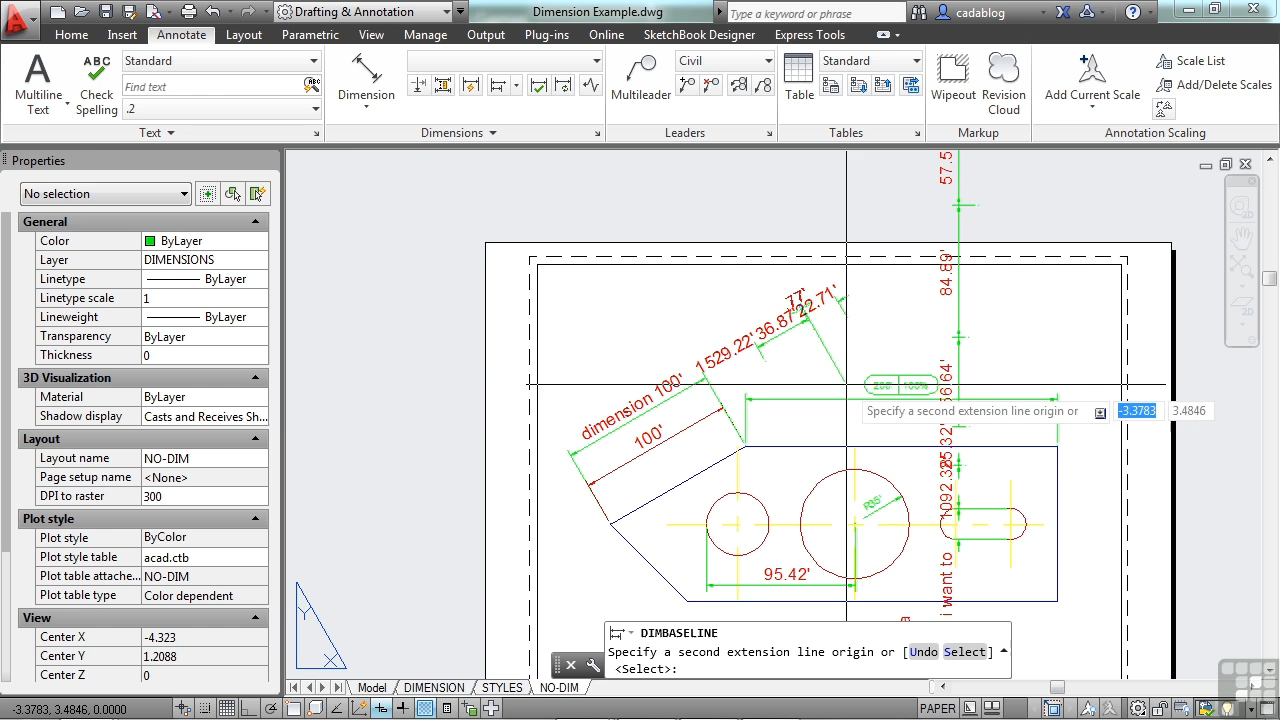 Drafting & Annotation
Dimension Example.dwg
Type a keyword or phrase
cadablog
Home Insert Annotate Layout Parametric View Manage Output Plug-ins Online SketchBook Designer Express Tools
Multiline Text
ABC
Check Spelling
Standard
Find text
.2
Text
Dimension
Dimensions
Multileader
Civil
Leaders
Table
Standard
Tables
Wipeout
Revision Cloud
Markup
Add Current Scale
Scale List
Add/Delete Scales
Annotation Scaling
Properties
No selection
General
Color ByLayer
Layer DIMENSIONS
Linetype ByLayer
Linetype scale 1
Lineweight ByLayer
Transparency ByLayer
Thickness 0
3D Visualization
Material ByLayer
Shadow display Casts and Receives Sh...
Layout
Layout name NO-DIM
Page setup name <None>
DPI to raster 300
Plot style
Plot style ByColor
Plot style table acad.ctb
Plot table attache... NO-DIM
Plot table type Color dependent
View
Center X -4.323
Center Y 1.2088
Center Z 0
57.5
84.89'
77'
22.71'
36.87'
1529.22'
dimension 100'
100'
R35'
95.42'
i want to
Specify a second extension line origin or -3.3783 3.4846
Y
X
DIMBASELINE
Specify a second extension line origin or [Undo Select]
<Select>:
Model DIMENSION STYLES NO-DIM
-3.3783, 3.4846, 0.0000
PAPER